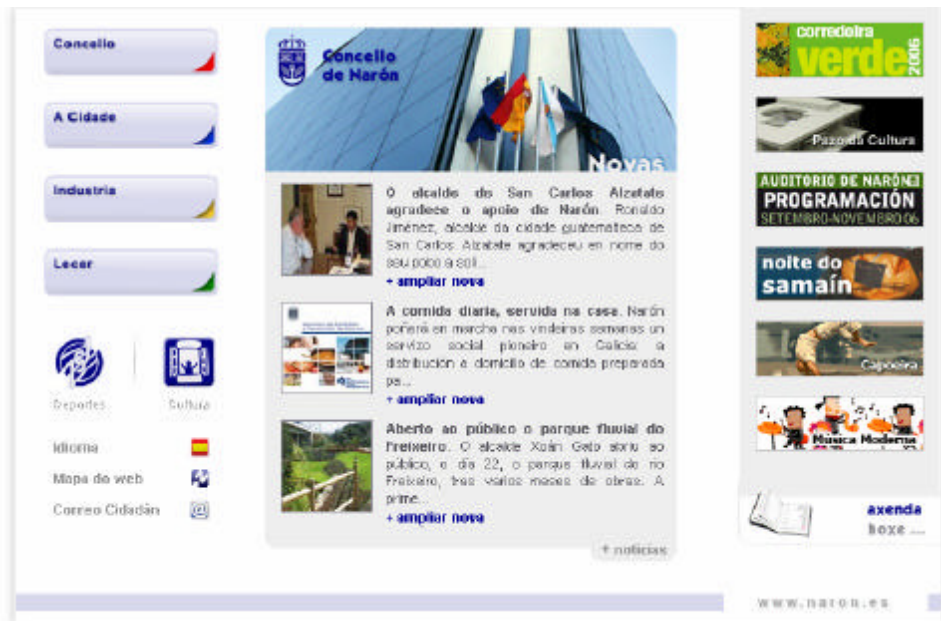 Concello
A Cidade
Industria
Lecer
Deportes
Cultura
Idioma
Mapa do web
Correo Cidadán
Concello
de Narón
Novas
O alcalde de San Carlos Alzatate
agradece o apoio de Narón. Ronaldo
Jiménez, alcalde da cidade guatemalteca de
San Carlos Alzatate agradeceu en nome do
seu pobo a soli...
+ ampliar nova
A comida diaria, servida na casa. Narón
poñerá en marcha nas vindeiras semanas un
servizo social pioneiro en Galicia: a
distribución a domicilio de comida preparada
pa...
+ ampliar nova
Aberto ao público o parque fluvial do
Freixeiro. O alcalde Xoán Gato abriu ao
público, o día 22, o parque fluvial do río
Freixeiro, tras varios meses de obras. A
prime...
+ ampliar nova
+ noticias
corredoira
verde
2006
Pazo da Cultura
AUDITORIO DE NARÓN
PROGRAMACIÓN
SETEMBRO-NOVEMBRO 06
noite do
samaín
Capoeira
Música Moderna
axenda
hoxe ....
www.naron.es